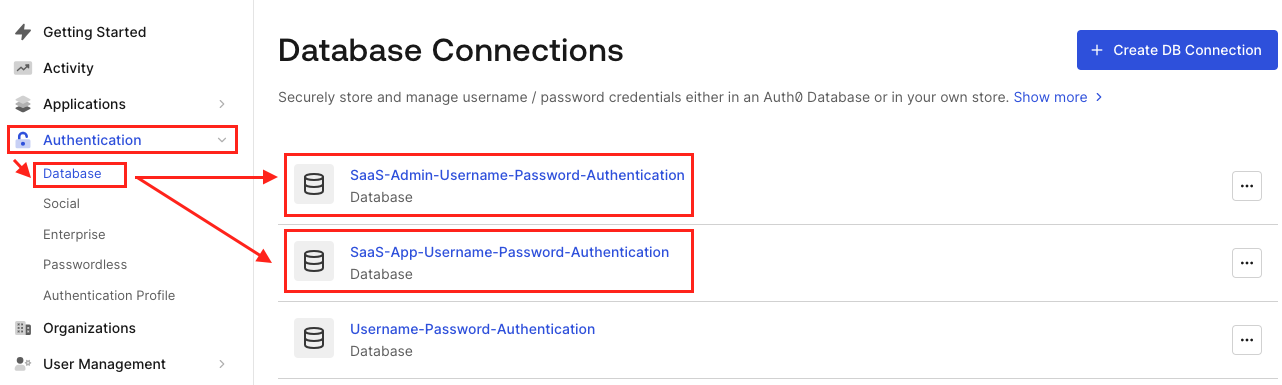 Getting Started
Activity
Applications
Authentication
Database
Social
Enterprise
Passwordless
Authentication Profile
Organizations
User Management
Database Connections
+ Create DB Connection
Securely store and manage username / password credentials either in an Auth0 Database or in your own store. Show more >
SaaS-Admin-Username-Password-Authentication
Database
SaaS-App-Username-Password-Authentication
Database
Username-Password-Authentication
Database